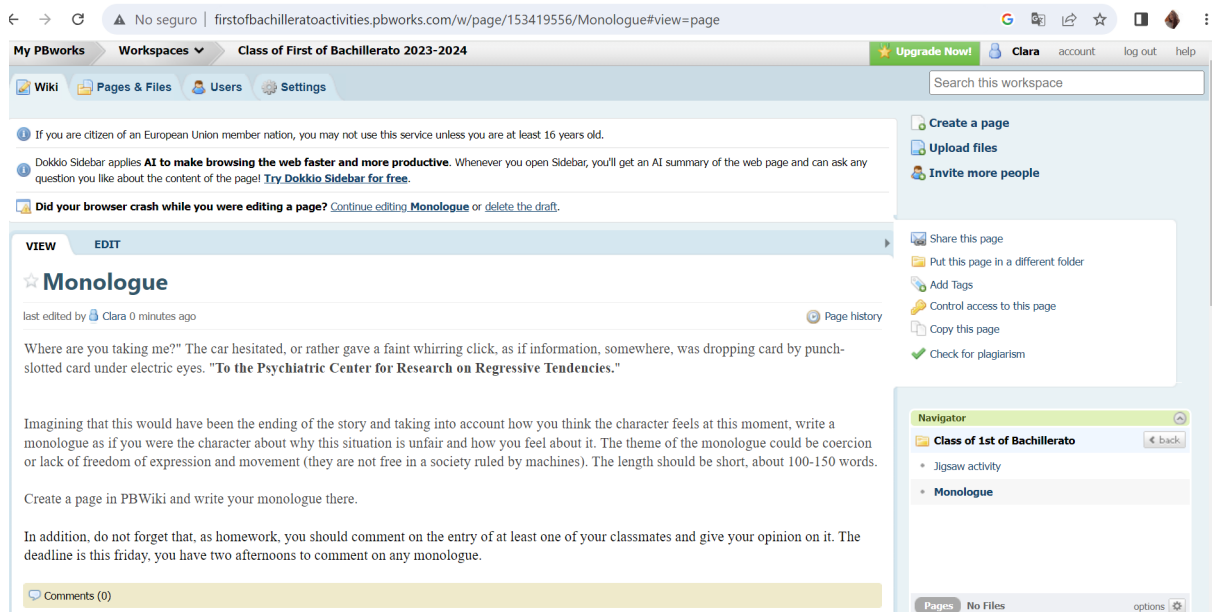 No seguro | firstofbachilleratoactivities.pbworks.com/w/page/153419556/Monologue#view=page
My PBworks Workspaces Class of First of Bachillerato 2023-2024 Upgrade Now! Clara account log out help
Wiki Pages & Files Users Settings Search this workspace
If you are citizen of an European Union member nation, you may not use this service unless you are at least 16 years old.
Dokkio Sidebar applies AI to make browsing the web faster and more productive. Whenever you open Sidebar, you'll get an AI summary of the web page and can ask any
question you like about the content of the page! Try Dokkio Sidebar for free.
Did your browser crash while you were editing a page? Continue editing Monologue or delete the draft.
VIEW EDIT
Monologue
last edited by Clara 0 minutes ago Page history
Where are you taking me?" The car hesitated, or rather gave a faint whirring click, as if information, somewhere, was dropping card by punch-
slotted card under electric eyes. "To the Psychiatric Center for Research on Regressive Tendencies."
Imagining that this would have been the ending of the story and taking into account how you think the character feels at this moment, write a
monologue as if you were the character about why this situation is unfair and how you feel about it. The theme of the monologue could be coercion
or lack of freedom of expression and movement (they are not free in a society ruled by machines). The length should be short, about 100-150 words.
Create a page in PBWiki and write your monologue there.
In addition, do not forget that, as homework, you should comment on the entry of at least one of your classmates and give your opinion on it. The
deadline is this friday, you have two afternoons to comment on any monologue.
Comments (0)
Create a page
Upload files
Invite more people
Share this page
Put this page in a different folder
Add Tags
Control access to this page
Copy this page
Check for plagiarism
Navigator
Class of 1st of Bachillerato back
Jigsaw activity
Monologue
Pages No Files options